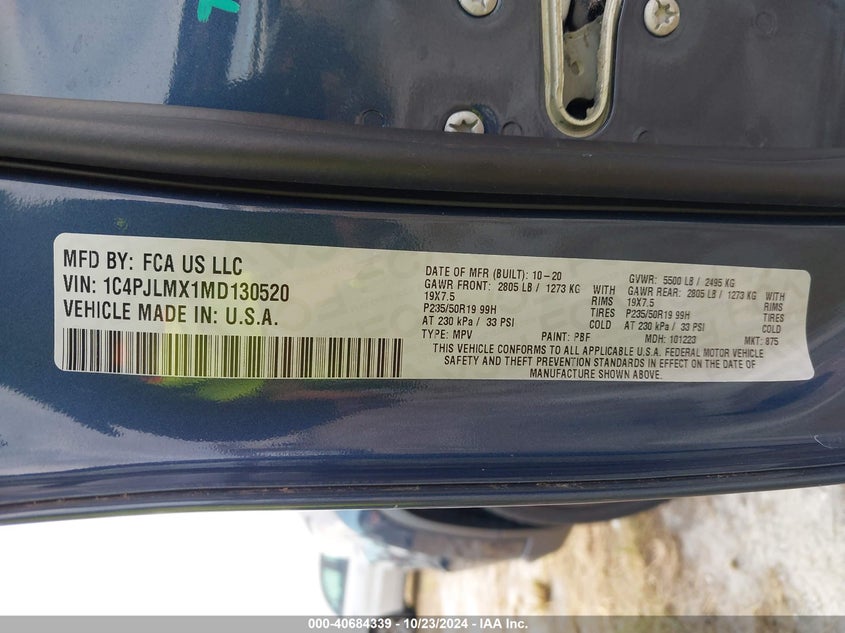 MFD BY: FCA US LLC
VIN: 1C4PJLMX1MD130520
VEHICLE MADE IN: U.S.A.
DATE OF MFR (BUILT): 10-20 GVWR: 5500 LB / 2495 KG
GAWR FRONT: 2805 LB / 1273 KG WITH GAWR REAR: 2805 LB / 1273 KG WITH
19X7.5 RIMS 19X7.5 RIMS
P235/50R19 99H TIRES P235/50R19 99H TIRES
AT 230 kPa / 33 PSI COLD AT 230 kPa / 33 PSI COLD
TYPE: MPV PAINT: PBF MDH: 101223 MKT: 875
THIS VEHICLE CONFORMS TO ALL APPLICABLE U.S.A. FEDERAL MOTOR VEHICLE
SAFETY AND THEFT PREVENTION STANDARDS IN EFFECT ON THE DATE OF
MANUFACTURE SHOWN ABOVE.
000-40684339 - 10/23/2024 - IAA, Inc.